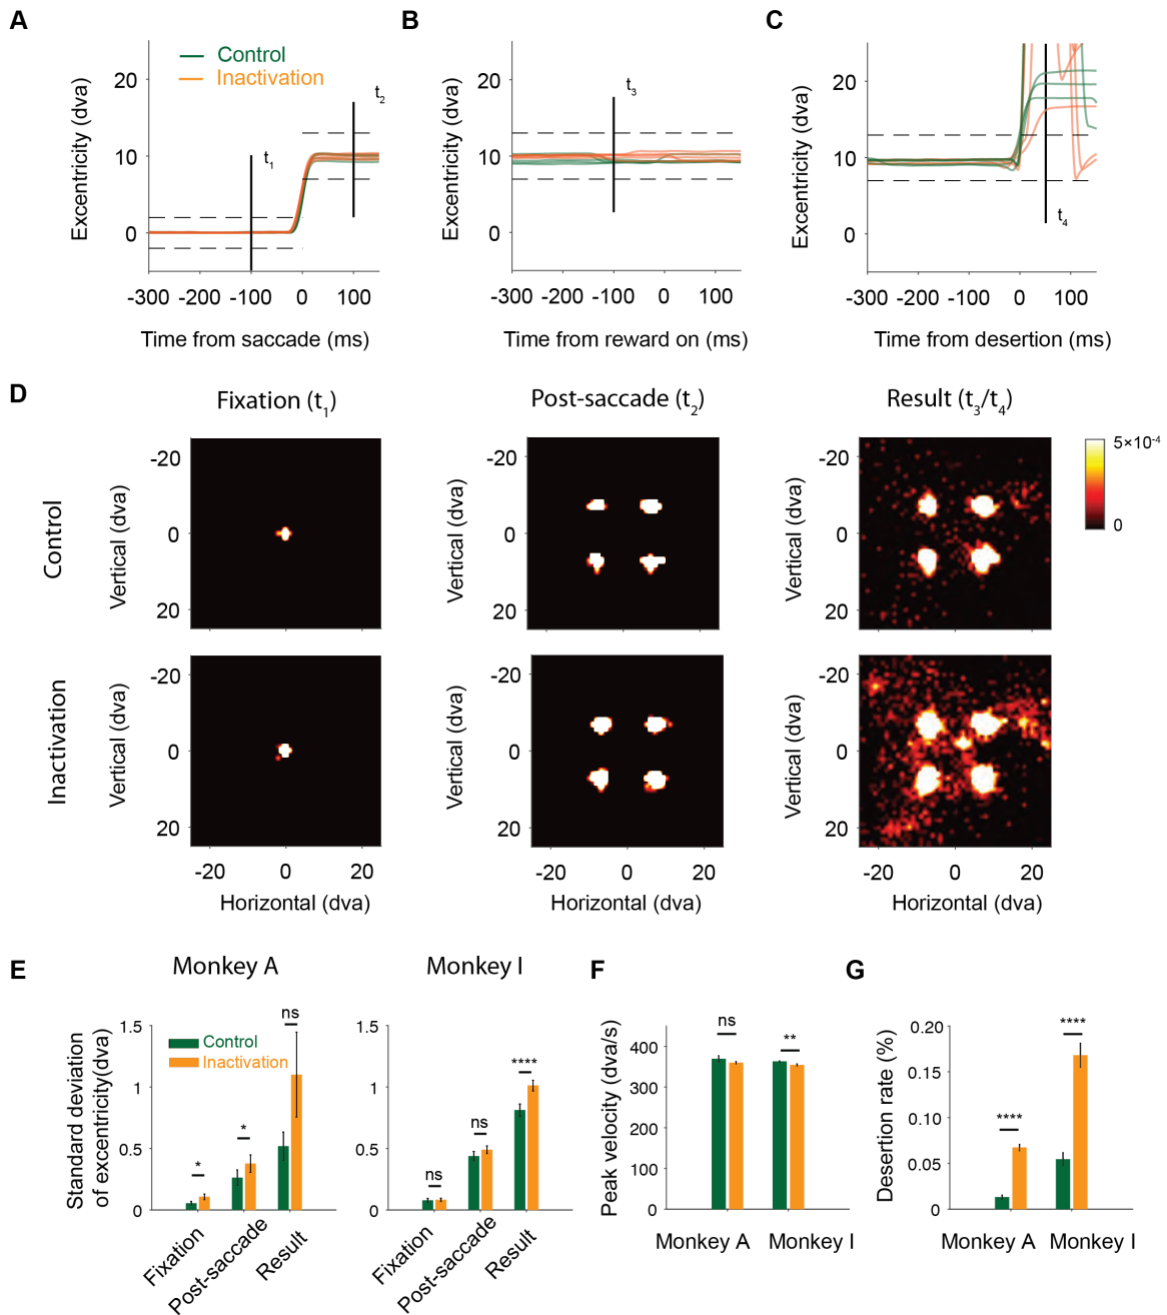 A
B
C
Control
Inactivation
Excentricity (dva)
20
10
0
t1
t2
-300 -200 -100 0 100
Time from saccade (ms)
Excentricity (dva)
20
10
0
t3
-300 -200 -100 0 100
Time from reward on (ms)
Excentricity (dva)
20
10
0
t4
-300 -200 -100 0 100
Time from desertion (ms)
D
Fixation (t1)
Post-saccade (t2)
Result (t3/t4)
Control
Vertical (dva)
-20
0
20
Vertical (dva)
-20
0
20
Vertical (dva)
-20
0
20
5×10-4
0
Inactivation
Vertical (dva)
-20
0
20
-20 0 20
Horizontal (dva)
Vertical (dva)
-20
0
20
-20 0 20
Horizontal (dva)
Vertical (dva)
-20
0
20
-20 0 20
Horizontal (dva)
E
Monkey A
Monkey I
Standard deviation
of excentricity(dva)
1.5
1
0.5
0
Control
Inactivation
*
*
ns
Fixation
Post-saccade
Result
1.5
1
0.5
0
ns
ns
****
Fixation
Post-saccade
Result
F
Peak velocity (dva/s)
400
300
200
100
0
ns
**
Monkey A Monkey I
G
Desertion rate (%)
0.20
0.15
0.10
0.05
0
****
****
Monkey A Monkey I